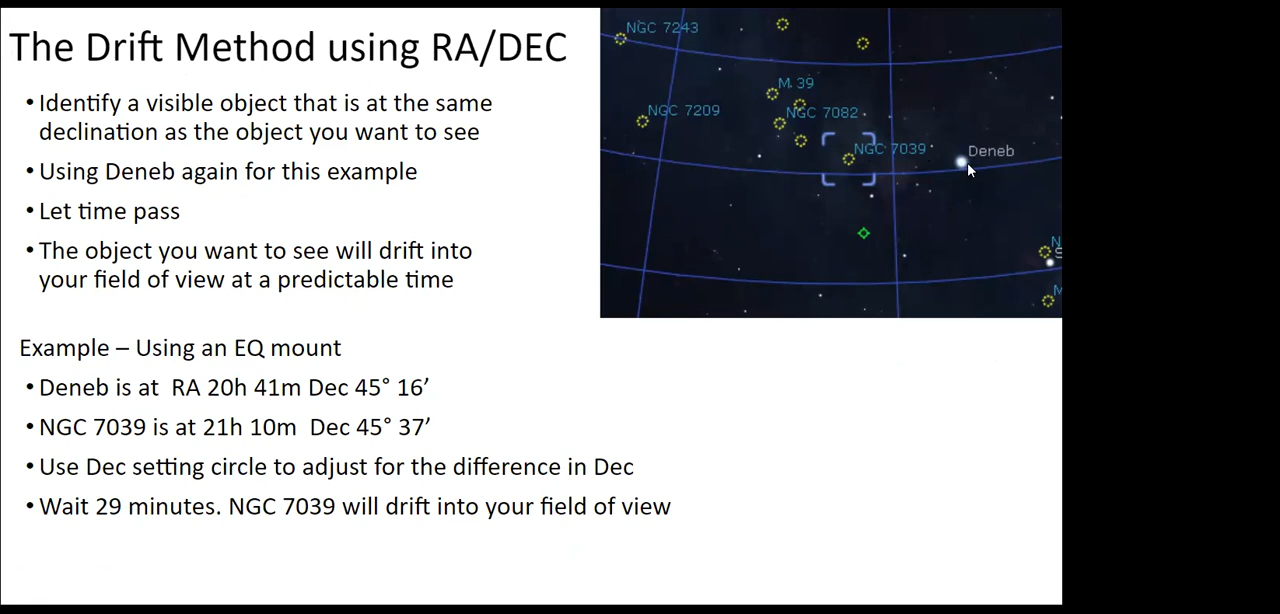 The Drift Method using RA/DEC
• Identify a visible object that is at the same
declination as the object you want to see
• Using Deneb again for this example
• Let time pass
• The object you want to see will drift into
your field of view at a predictable time
Example – Using an EQ mount
• Deneb is at  RA 20h 41m Dec 45° 16’
• NGC 7039 is at 21h 10m  Dec 45° 37’
• Use Dec setting circle to adjust for the difference in Dec
• Wait 29 minutes. NGC 7039 will drift into your field of view
NGC 7243
M 39
NGC 7209
NGC 7082
NGC 7039
Deneb
N
S
M